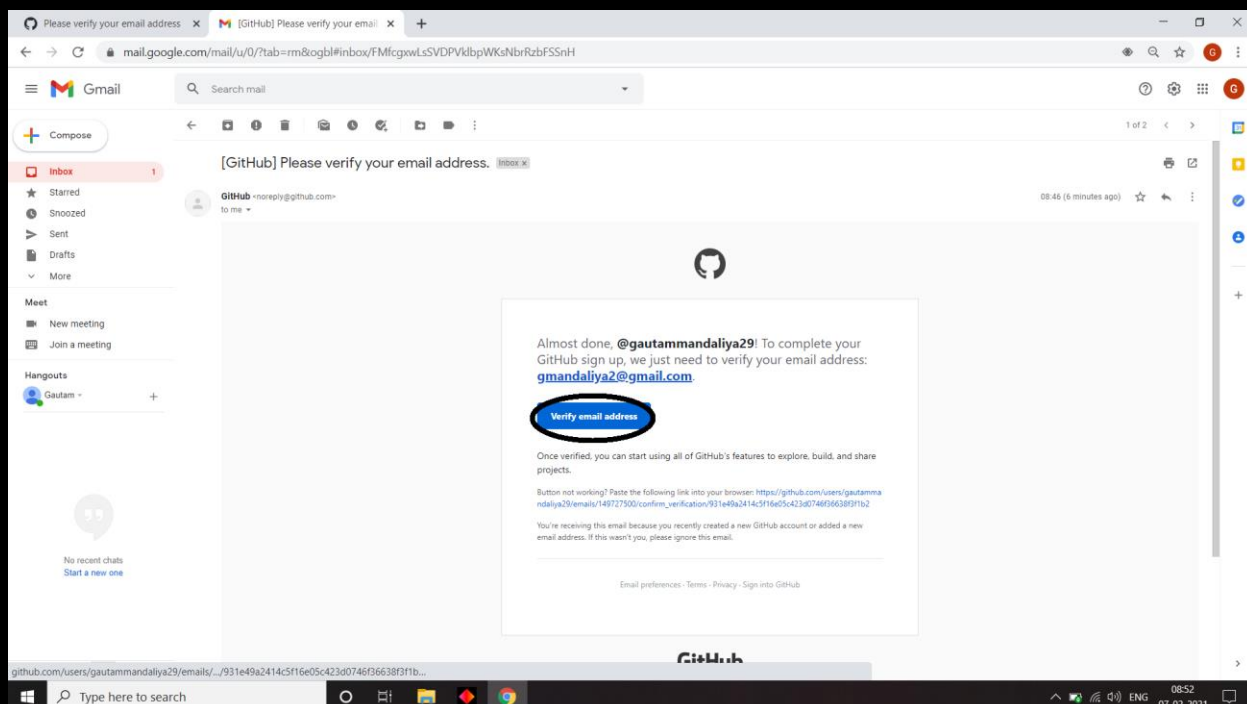 Please verify your email address
[GitHub] Please verify your email
mail.google.com/mail/u/0/?tab=rm&ogbl#inbox/FMfcgxwLsSVDPVklbpWKsNbrRzbFSSnH
G
Gmail
Search mail
G
Compose
1 of 2
Inbox
1
[GitHub] Please verify your email address.
Inbox x
Starred
Snoozed
Sent
Drafts
More
GitHub <noreply@github.com>
to me
08:46 (6 minutes ago)
Meet
New meeting
Join a meeting
Hangouts
Gautam
No recent chats
Start a new one
Almost done, @gautammandaliya29! To complete your
GitHub sign up, we just need to verify your email address:
gmandaliya2@gmail.com.
Verify email address
Once verified, you can start using all of GitHub's features to explore, build, and share
projects.
Button not working? Paste the following link into your browser: https://github.com/users/gautamma
ndaliya29/emails/149727500/confirm_verification/931e49a2414c5f16e05c423d0746f36638f3f1b2
You're receiving this email because you recently created a new GitHub account or added a new
email address. If this wasn't you, please ignore this email.
Email preferences · Terms · Privacy · Sign into GitHub
GitHub
github.com/users/gautammandaliya29/emails/.../931e49a2414c5f16e05c423d0746f36638f3f1b...
Type here to search
ENG
08:52
07-03-2021